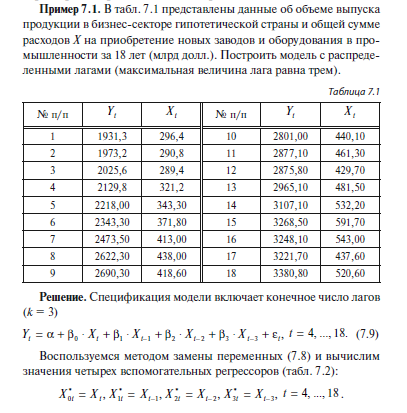 Пример 7.1. В табл. 7.1 представлены данные об объеме выпуска
продукции в бизнес-секторе гипотетической страны и общей сумме
расходов X на приобретение новых заводов и оборудования в про-
мышленности за 18 лет (млрд долл.). Построить модель с распреде-
ленными лагами (максимальная величина лага равна трем).
Таблица 7.1
№ п/п Y_t X_t № п/п Y_t X_t
1 1931,3 296,4 10 2801,00 440,10
2 1973,2 290,8 11 2877,10 461,30
3 2025,6 289,4 12 2875,80 429,70
4 2129,8 321,2 13 2965,10 481,50
5 2218,00 343,30 14 3107,10 532,20
6 2343,30 371,80 15 3268,50 591,70
7 2473,50 413,00 16 3248,10 543,00
8 2622,30 438,00 17 3221,70 437,60
9 2690,30 418,60 18 3380,80 520,60
Решение. Спецификация модели включает конечное число лагов
(k = 3)
Y_t = α + β_0 · X_t + β_1 · X_{t−1} + β_2 · X_{t−2} + β_3 · X_{t−3} + ε_t, t = 4, ..., 18. (7.9)
Воспользуемся методом замены переменных (7.8) и вычислим
значения четырех вспомогательных регрессоров (табл. 7.2):
X*_{0t} = X_t, X*_{1t} = X_{t−1}, X*_{2t} = X_{t−2}, X*_{3t} = X_{t−3}, t = 4, ..., 18.